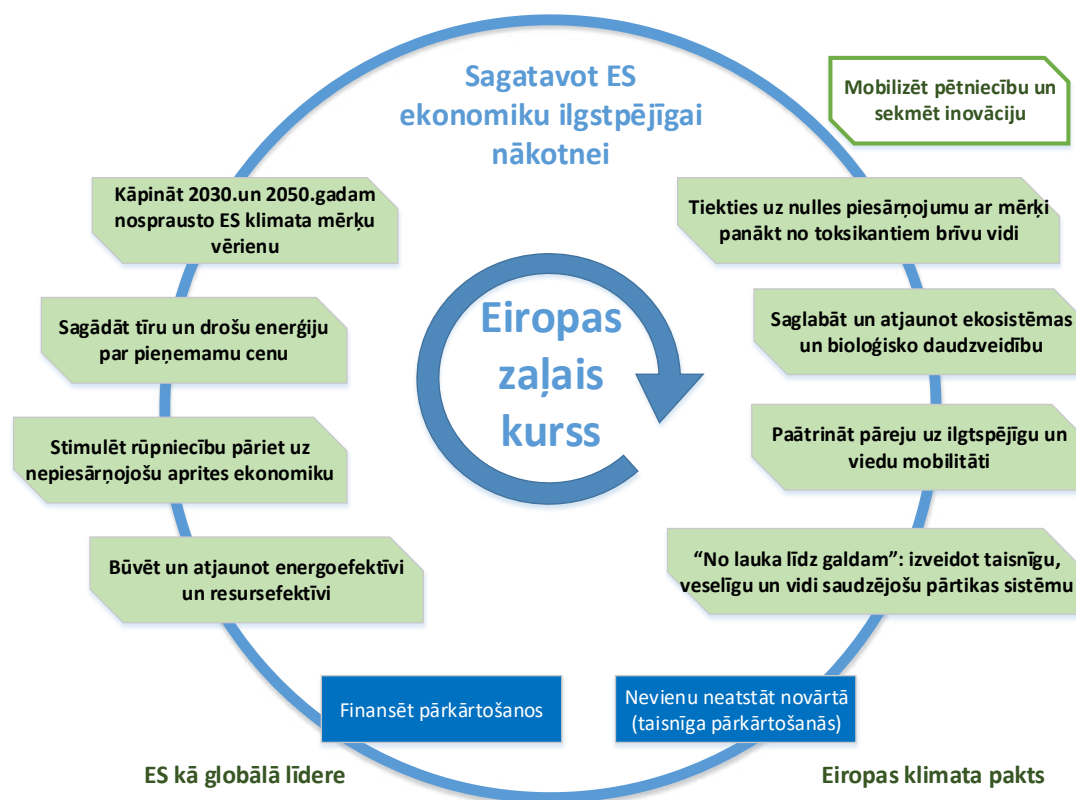 Sagatavot ES
ekonomiku ilgstpējīgai
nākotnei
Mobilizēt pētniecību un
sekmēt inovāciju
Kāpināt 2030.un 2050.gadam
nosprausto ES klimata mērķu
vērienu
Tiekties uz nulles piesārņojumu ar mērķi
panākt no toksikantiem brīvu vidi
Sagādāt tīru un drošu enerģiju
par pieņemamu cenu
Eiropas
zaļais
kurss
Saglabāt un atjaunot ekosistēmas
un bioloģisko daudzveidību
Stimulēt rūpniecību pāriet uz
nepiesārņojošu aprites ekonomiku
Paātrināt pāreju uz ilgtspējīgu un
viedu mobilitāti
Būvēt un atjaunot energoefektīvi
un resursefektīvi
“No lauka līdz galdam”: izveidot taisnīgu,
veselīgu un vidi saudzējošu pārtikas sistēmu
Finansēt pārkārtošanos
Nevienu neatstāt novārtā
(taisnīga pārkārtošanās)
ES kā globālā līdere
Eiropas klimata pakts